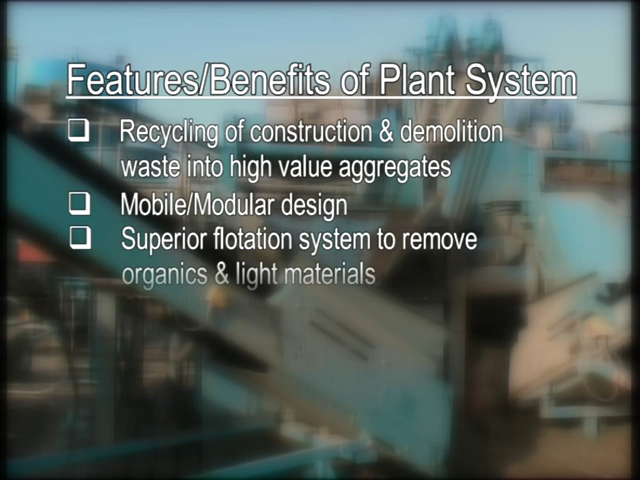 Features/Benefits of Plant System
❑ Recycling of construction & demolition
waste into high value aggregates
❑ Mobile/Modular design
❑ Superior flotation system to remove
organics & light materials